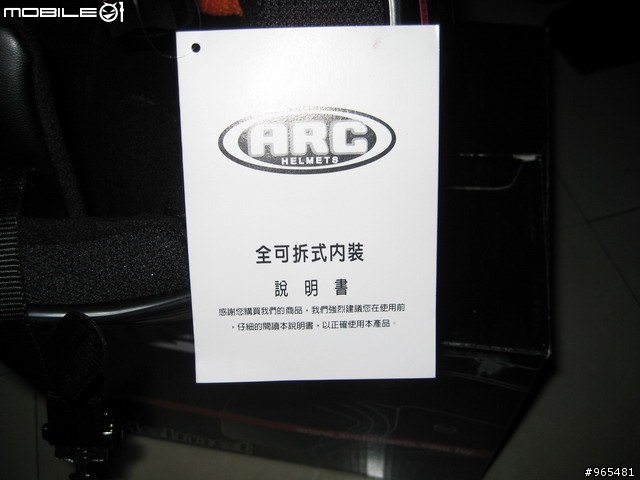 MOBILE01
ARC
HELMETS
全可拆式內裝
說明書
感謝您購買我們的商品，我們強烈建議您在使用前
，仔細的閱讀本說明書，以正確使用本產品。
#965481